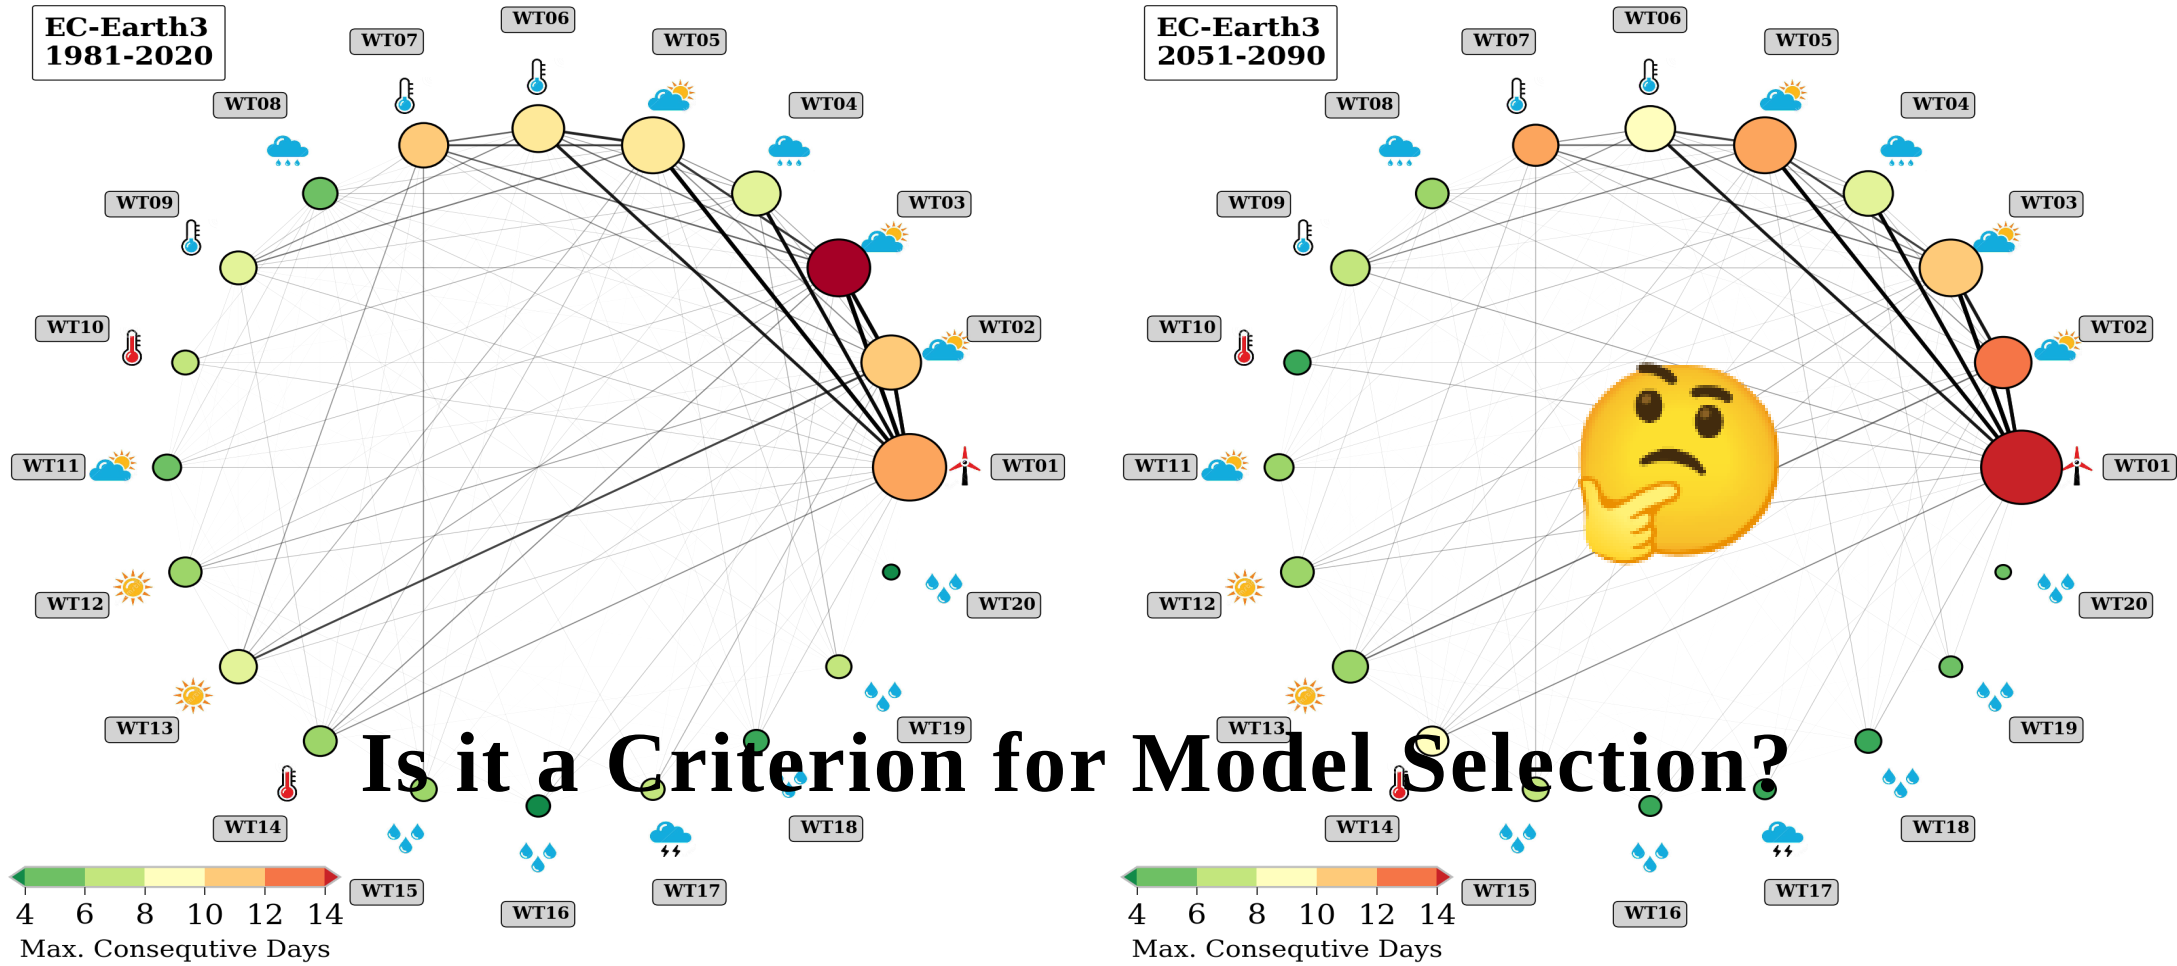 EC-Earth3
1981-2020
WT06
WT07
WT05
WT08
WT04
WT09
WT03
WT10
WT02
WT11
WT01
WT12
WT20
WT13
WT19
WT14
WT18
WT15
WT16
WT17
4 6 8 10 12 14
Max. Consequtive Days
EC-Earth3
2051-2090
WT06
WT07
WT05
WT08
WT04
WT09
WT03
WT10
WT02
WT11
WT01
WT12
WT20
WT13
WT19
WT14
WT18
WT15
WT16
WT17
4 6 8 10 12 14
Max. Consequtive Days
Is it a Criterion for Model Selection?